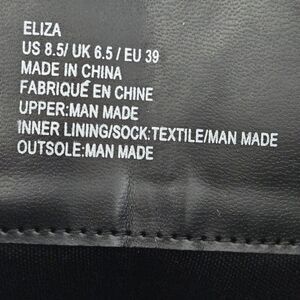 ELIZA
US 8.5/ UK 6.5 / EU 39
MADE IN CHINA
FABRIQUÉ EN CHINE
UPPER:MAN MADE
INNER LINING/SOCK:TEXTILE/MAN MADE
OUTSOLE:MAN MADE